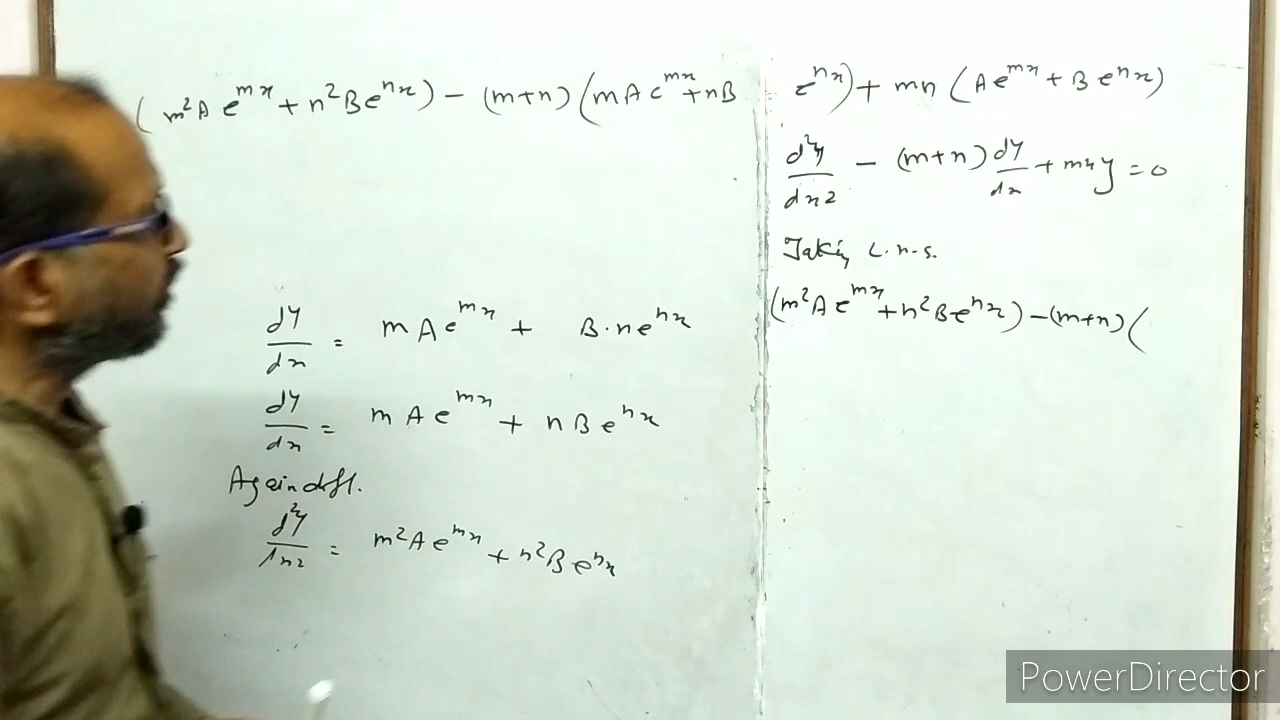 (m²Ae^{mx} + n²Be^{nx}) - (m+n)(mAe^{mx} + nB e^{nx}) + mn(Ae^{mx} + Be^{nx})
d²y/dx² - (m+n) dy/dx + mny = 0
Taking L.H.S.
(m²Ae^{mx} + n²Be^{nx}) - (m+n)(
dy/dx = mAe^{mx} + B·ne^{nx}
dy/dx = mAe^{mx} + nBe^{nx}
Again diff.
d²y/dx² = m²Ae^{mx} + n²Be^{nx}
PowerDirector